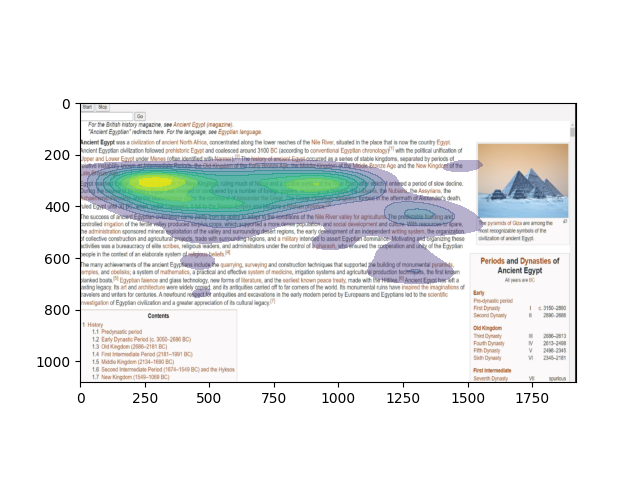 Start Stop
Go
For the British history magazine, see Ancient Egypt (magazine).
"Ancient Egyptian" redirects here. For the language, see Egyptian language.
Ancient Egypt was a civilization of ancient North Africa, concentrated along the lower reaches of the Nile River, situated in the place that is now the country Egypt.
Ancient Egyptian civilization followed prehistoric Egypt and coalesced around 3100 BC (according to conventional Egyptian chronology) with the political unification of
Upper and Lower Egypt under Menes (often identified with Narmer). The history of ancient Egypt occurred as a series of stable kingdoms, separated by periods of
entered a period of slow decline.
in the aftermath of Alexander's death,
The success of ancient Egyptian civilization
the Nile River valley for agriculture.
controlled irrigation of the fertile valley produced surplus crops, which supported a more dense population, and social development and culture. With resources to spare,
the administration sponsored mineral exploitation of the valley and surrounding desert regions, the early development of an independent writing system, the organization
of collective construction and agricultural projects, trade with surrounding regions, and a military intended to assert Egyptian dominance. Motivating and organizing these
activities was a bureaucracy of elite scribes, religious leaders, and administrators under the control of a pharaoh, who ensured the cooperation and unity of the Egyptian
people in the context of an elaborate system of religious beliefs.
The many achievements of the ancient Egyptians include the quarrying, surveying and construction techniques that supported the building of monumental pyramids,
temples, and obelisks; a system of mathematics, a practical and effective system of medicine, irrigation systems and agricultural production techniques, the first known
planked boats, Egyptian faience and glass technology, new forms of literature, and the earliest known peace treaty, made with the Hittites. Ancient Egypt has left a
lasting legacy. Its art and architecture were widely copied, and its antiquities carried off to far corners of the world. Its monumental ruins have inspired the imaginations of
travelers and writers for centuries. A newfound respect for antiquities and excavations in the early modern period by Europeans and Egyptians led to the scientific
investigation of Egyptian civilization and a greater appreciation of its cultural legacy.
Contents
1 History
1.1 Predynastic period
1.2 Early Dynastic Period (c. 3050–2686 BC)
1.3 Old Kingdom (2686–2181 BC)
1.4 First Intermediate Period (2181–1991 BC)
1.5 Middle Kingdom (2134–1690 BC)
1.6 Second Intermediate Period (1674–1549 BC) and the Hyksos
1.7 New Kingdom (1549–1069 BC)
The pyramids of Giza are among the
most recognizable symbols of the
civilization of ancient Egypt.
Periods and Dynasties of
Ancient Egypt
All years are BC
Early
Pre-dynastic period
First Dynasty I c. 3150–2890
Second Dynasty II 2890–2686
Old Kingdom
Third Dynasty III 2686–2613
Fourth Dynasty IV 2613–2498
Fifth Dynasty V 2498–2345
Sixth Dynasty VI 2345–2181
First Intermediate
Seventh Dynasty VII spurious
0
200
400
600
800
1000
0 250 500 750 1000 1250 1500 1750